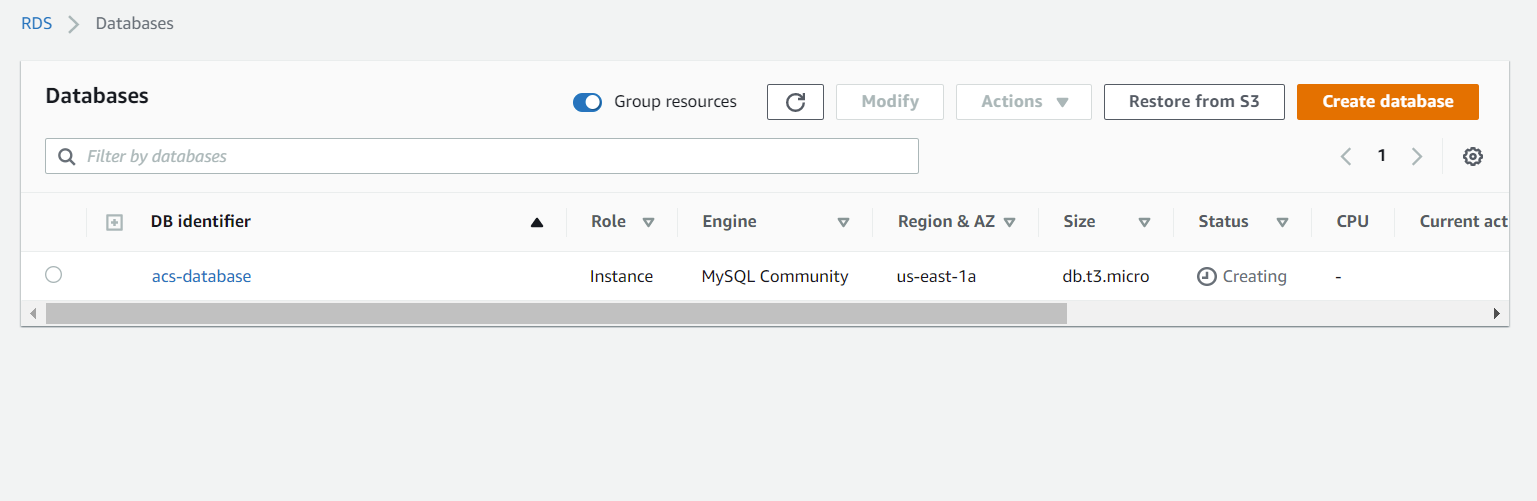 RDS Databases
Databases
Group resources Modify Actions Restore from S3 Create database
Filter by databases 1
DB identifier Role Engine Region & AZ Size Status CPU Current act
acs-database Instance MySQL Community us-east-1a db.t3.micro Creating -